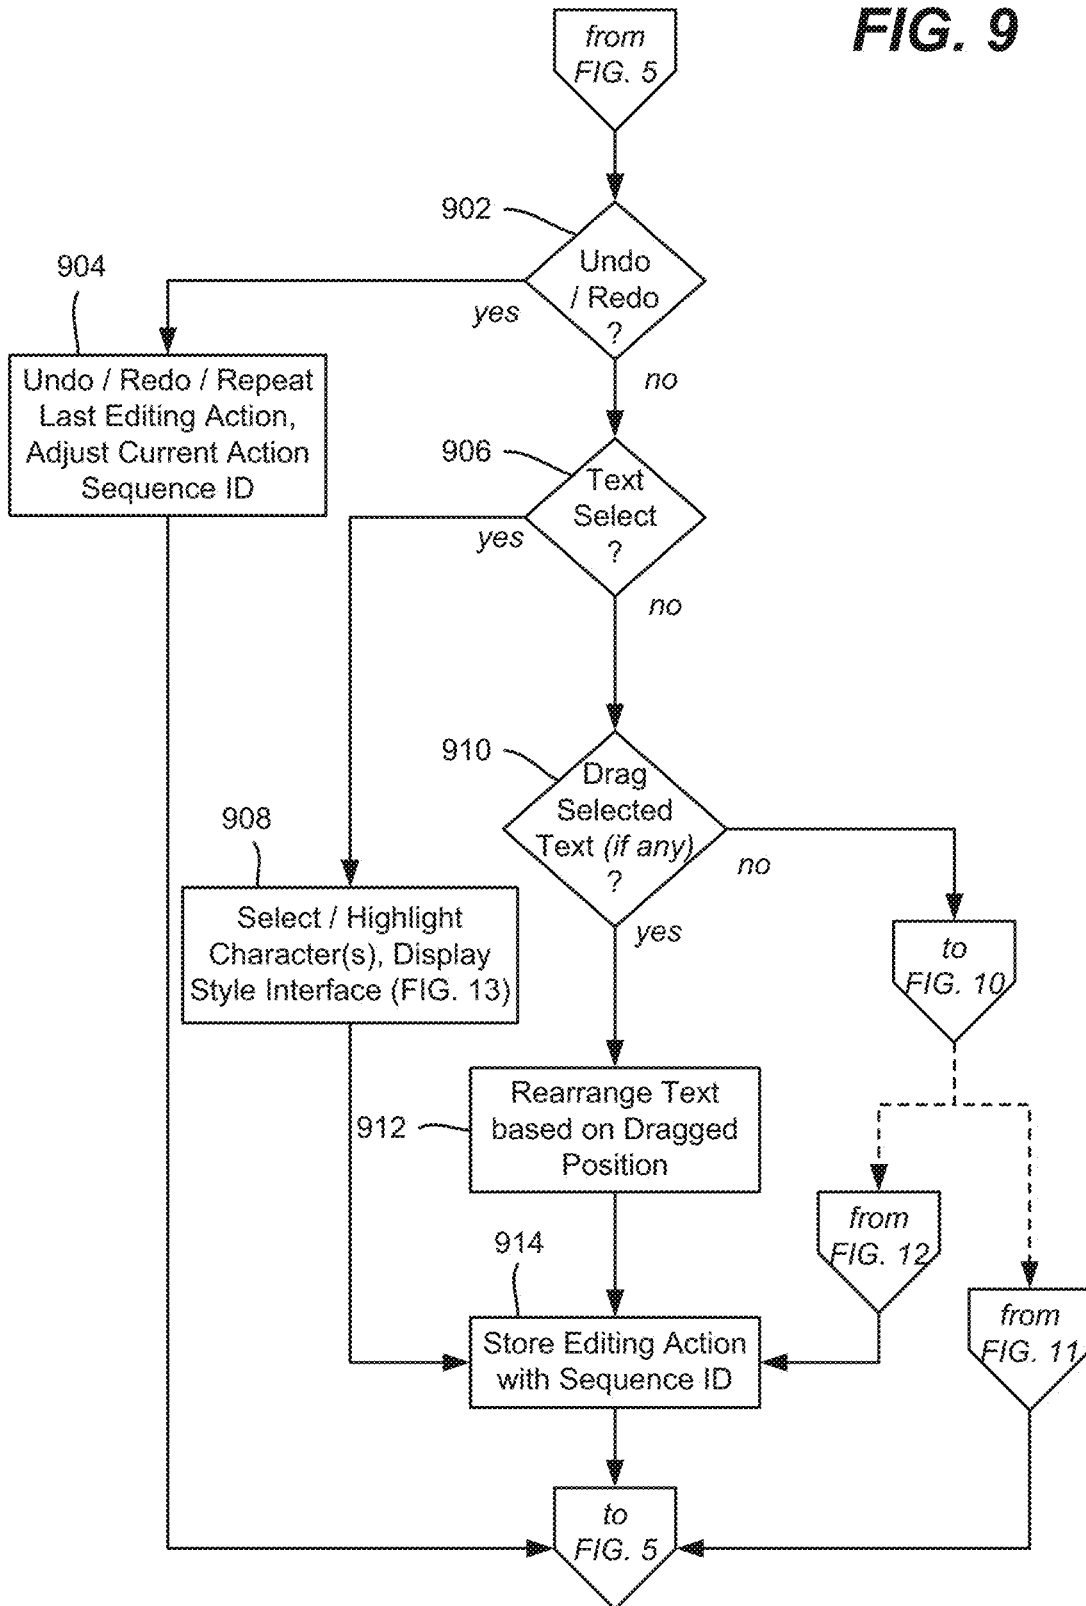 FIG. 9
from
FIG. 5
902
Undo
/ Redo
?
yes
no
904
Undo / Redo / Repeat
Last Editing Action,
Adjust Current Action
Sequence ID
906
Text
Select
?
yes
no
910
Drag
Selected
Text (if any)
?
no
yes
908
Select / Highlight
Character(s), Display
Style Interface (FIG. 13)
to
FIG. 10
912
Rearrange Text
based on Dragged
Position
from
FIG. 12
from
FIG. 11
914
Store Editing Action
with Sequence ID
to
FIG. 5